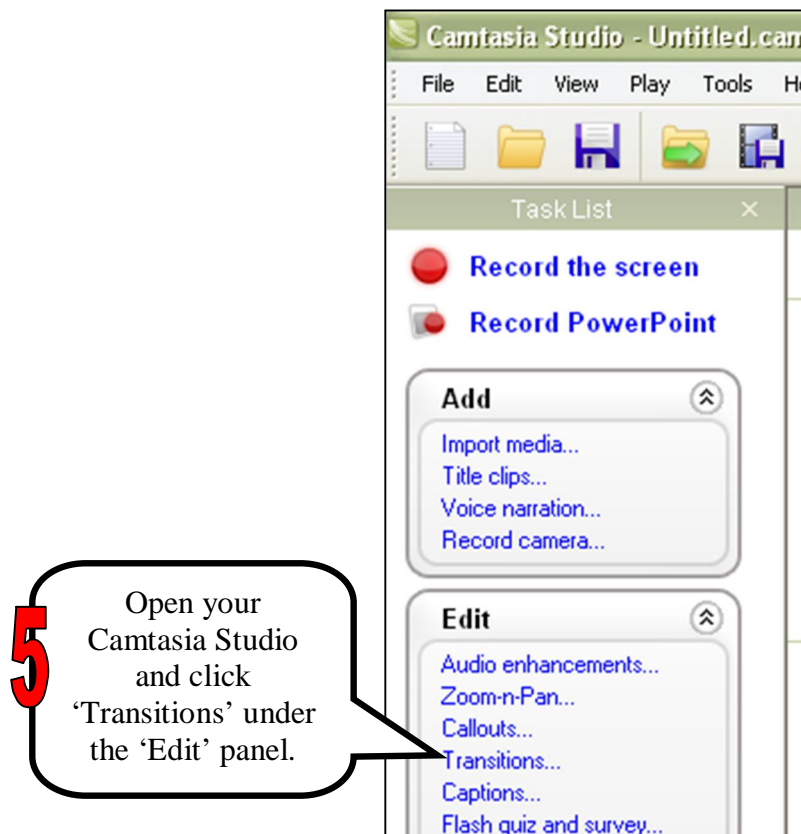 Camtasia Studio - Untitled.cam
File Edit View Play Tools He
Task List
Record the screen
Record PowerPoint
Add
Import media...
Title clips...
Voice narration...
Record camera...
Edit
Audio enhancements...
Zoom-n-Pan...
Callouts...
Transitions...
Captions...
Flash quiz and survey...
5
Open your
Camtasia Studio
and click
‘Transitions’ under
the ‘Edit’ panel.